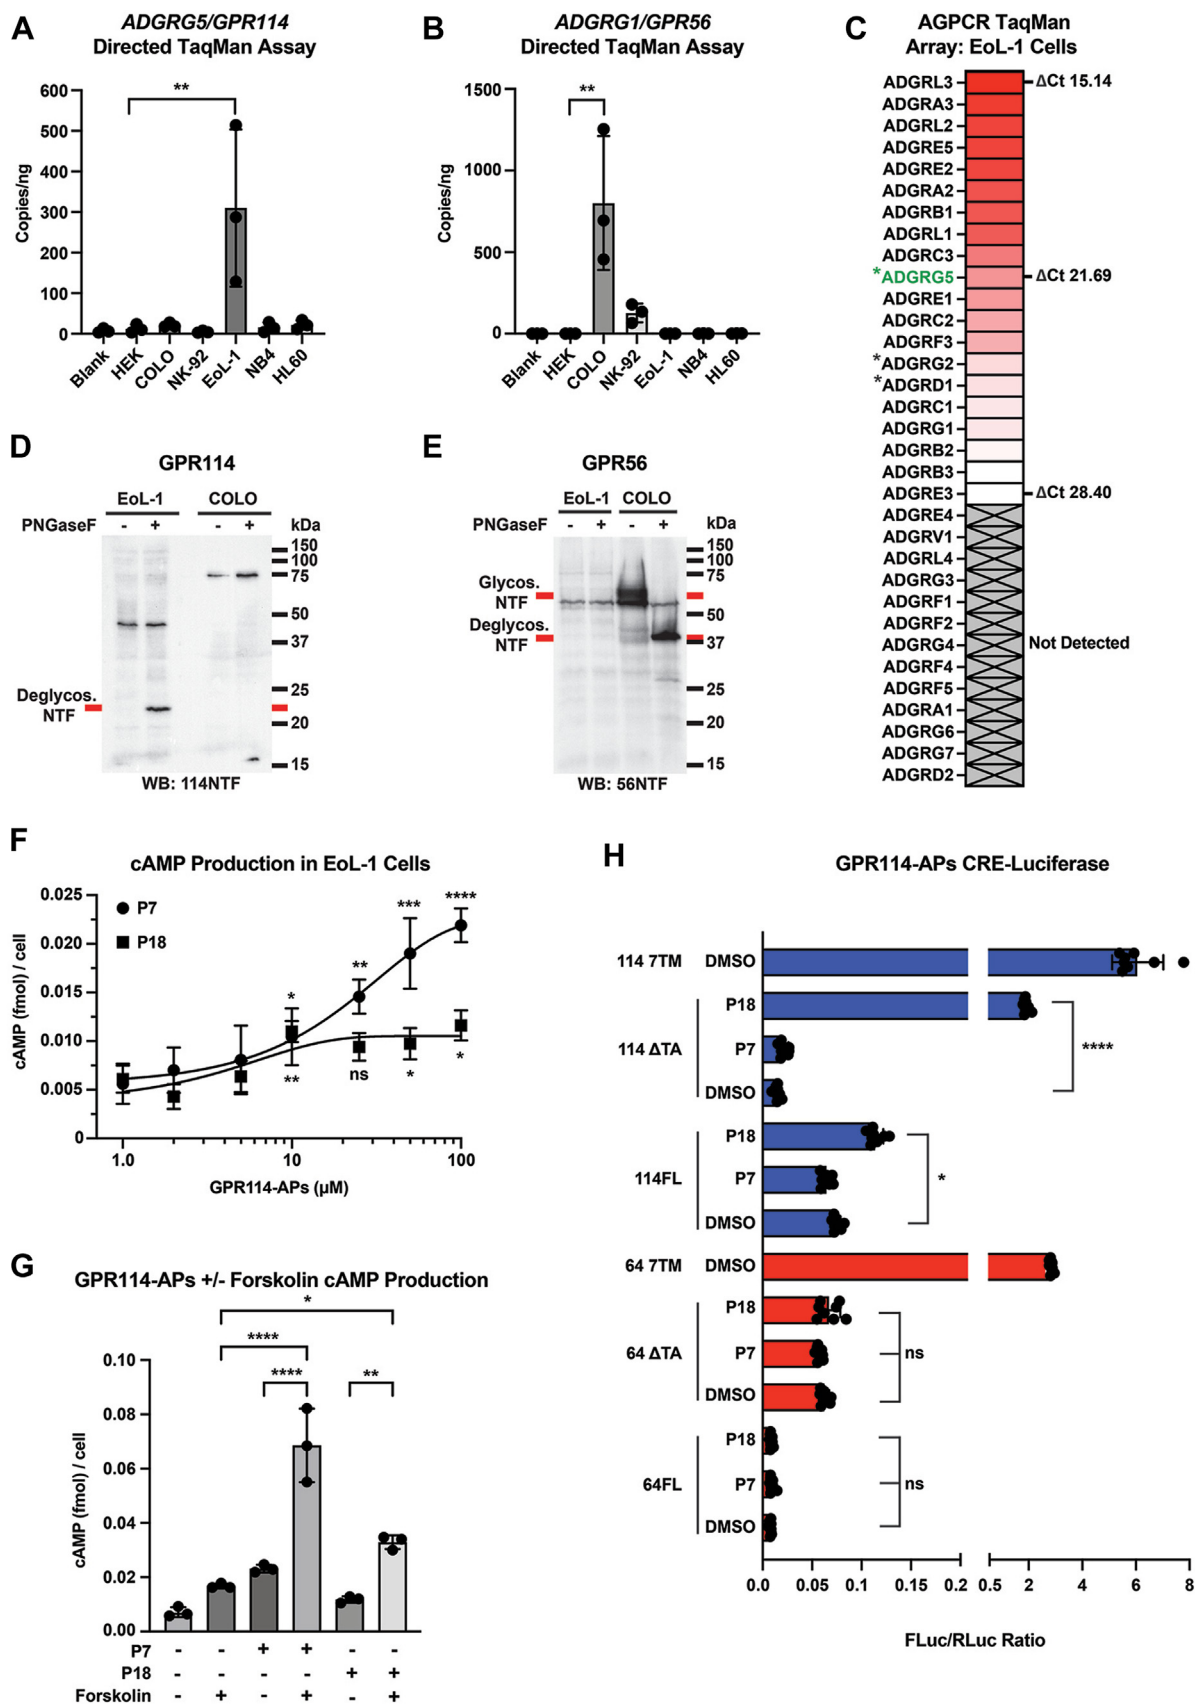 A
ADGRG5/GPR114
Directed TaqMan Assay
**
Copies/ng
600
500
400
300
200
100
0
Blank
HEK
COLO
NK-92
EoL-1
NB4
HL60
B
ADGRG1/GPR56
Directed TaqMan Assay
**
Copies/ng
1500
1000
500
0
Blank
HEK
COLO
NK-92
EoL-1
NB4
HL60
C
AGPCR TaqMan
Array: EoL-1 Cells
ADGRL3
ΔCt 15.14
ADGRA3
ADGRL2
ADGRE5
ADGRE2
ADGRA2
ADGRB1
ADGRL1
ADGRC3
*ADGRG5
ΔCt 21.69
ADGRE1
ADGRC2
ADGRF3
*ADGRG2
*ADGRD1
ADGRC1
ADGRG1
ADGRB2
ADGRB3
ADGRE3
ΔCt 28.40
ADGRE4
ADGRV1
ADGRL4
ADGRG3
ADGRF1
ADGRF2
ADGRG4
Not Detected
ADGRF4
ADGRF5
ADGRA1
ADGRG6
ADGRG7
ADGRD2
D
GPR114
EoL-1 COLO
PNGaseF - + - + kDa
150
100
75
50
37
25
20
15
Deglycos.
NTF
WB: 114NTF
E
GPR56
EoL-1 COLO
PNGaseF - + - + kDa
150
100
75
50
37
25
20
15
Glycos.
NTF
Deglycos.
NTF
WB: 56NTF
F
cAMP Production in EoL-1 Cells
P7
P18
cAMP (fmol) / cell
0.025
0.020
0.015
0.010
0.005
0
* ** *** ****
** ns * *
1.0 10 100
GPR114-APs (µM)
G
GPR114-APs +/- Forskolin cAMP Production
*
****
**** **
cAMP (fmol) / cell
0.10
0.08
0.06
0.04
0.02
0.00
P7 - - + + - -
P18 - - - - + +
Forskolin - + - + - +
H
GPR114-APs CRE-Luciferase
114 7TM DMSO
114 ΔTA
P18
P7
DMSO
****
114FL
P18
P7
DMSO
*
64 7TM DMSO
64 ΔTA
P18
P7
DMSO
ns
64FL
P18
P7
DMSO
ns
0.0 0.05 0.1 0.15 0.2 0.5 2 4 6 8
FLuc/RLuc Ratio